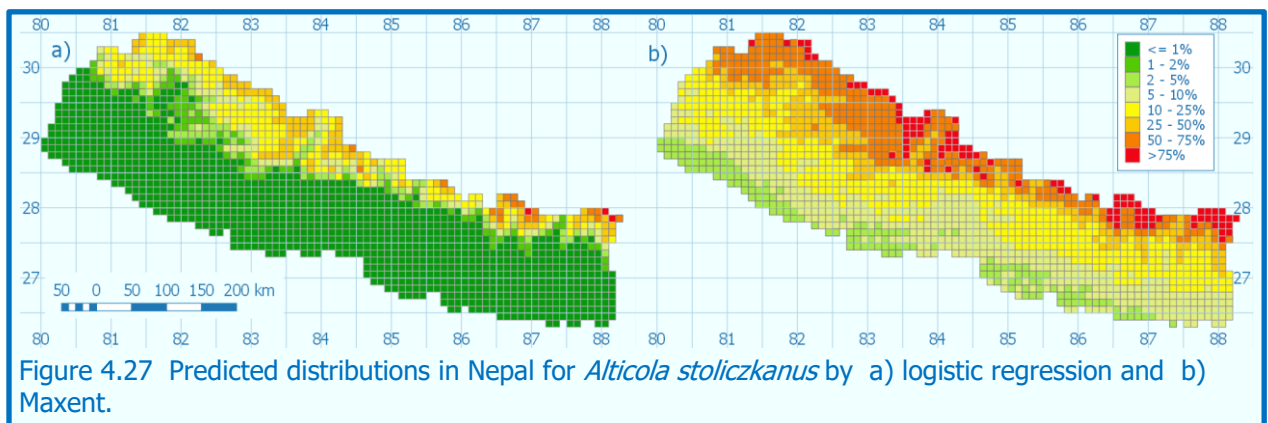 80 81 82 83 84 85 86 87 88 80 81 82 83 84 85 86 87 88
a)
b)
<= 1%
1 - 2%
2 - 5%
5 - 10%
10 - 25%
25 - 50%
50 - 75%
>75%
30 30
29 29
28 28
27 27
50 0 50 100 150 200 km
80 81 82 83 84 85 86 87 88 80 81 82 83 84 85 86 87 88
Figure 4.27 Predicted distributions in Nepal for Alticola stoliczkanus by a) logistic regression and b)
Maxent.